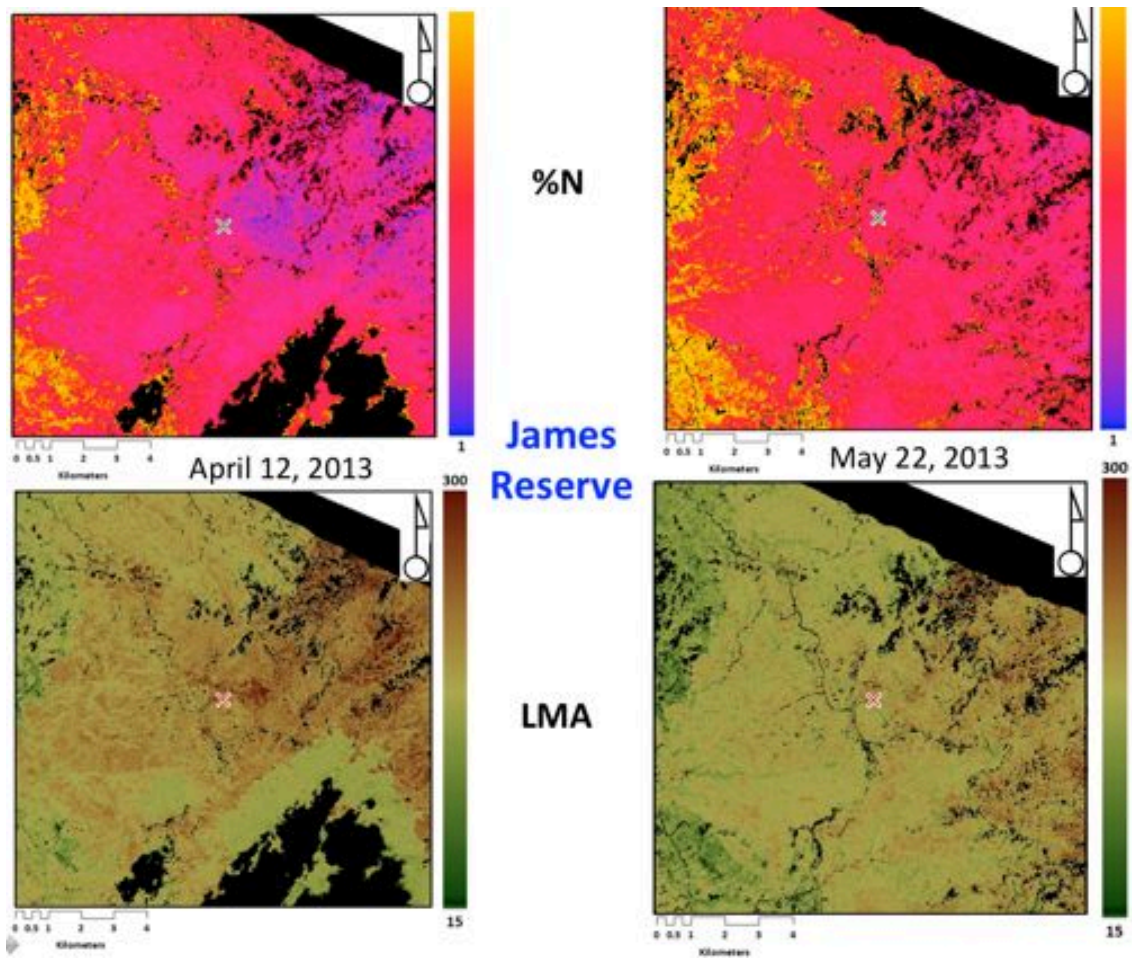 %N
1
1
0 0.5 1 2 3 4
Kilometers
0 0.5 1 2 3 4
Kilometers
April 12, 2013
James
Reserve
May 22, 2013
300
300
LMA
15
15
0 0.5 1 2 3 4
Kilometers
0 0.5 1 2 3 4
Kilometers